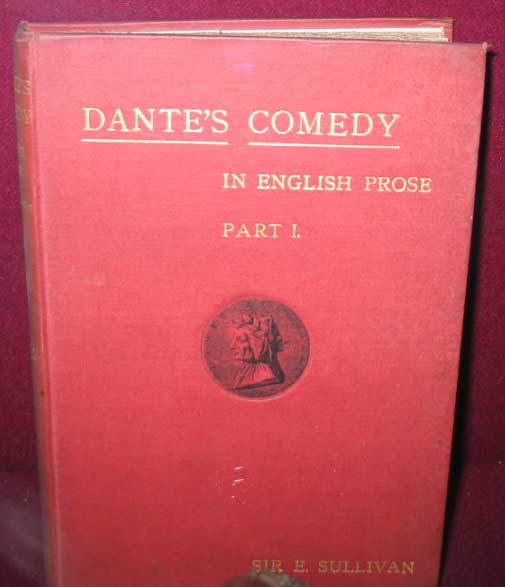 DANTE'S COMEDY
IN ENGLISH PROSE
PART I.
SIR E. SULLIVAN